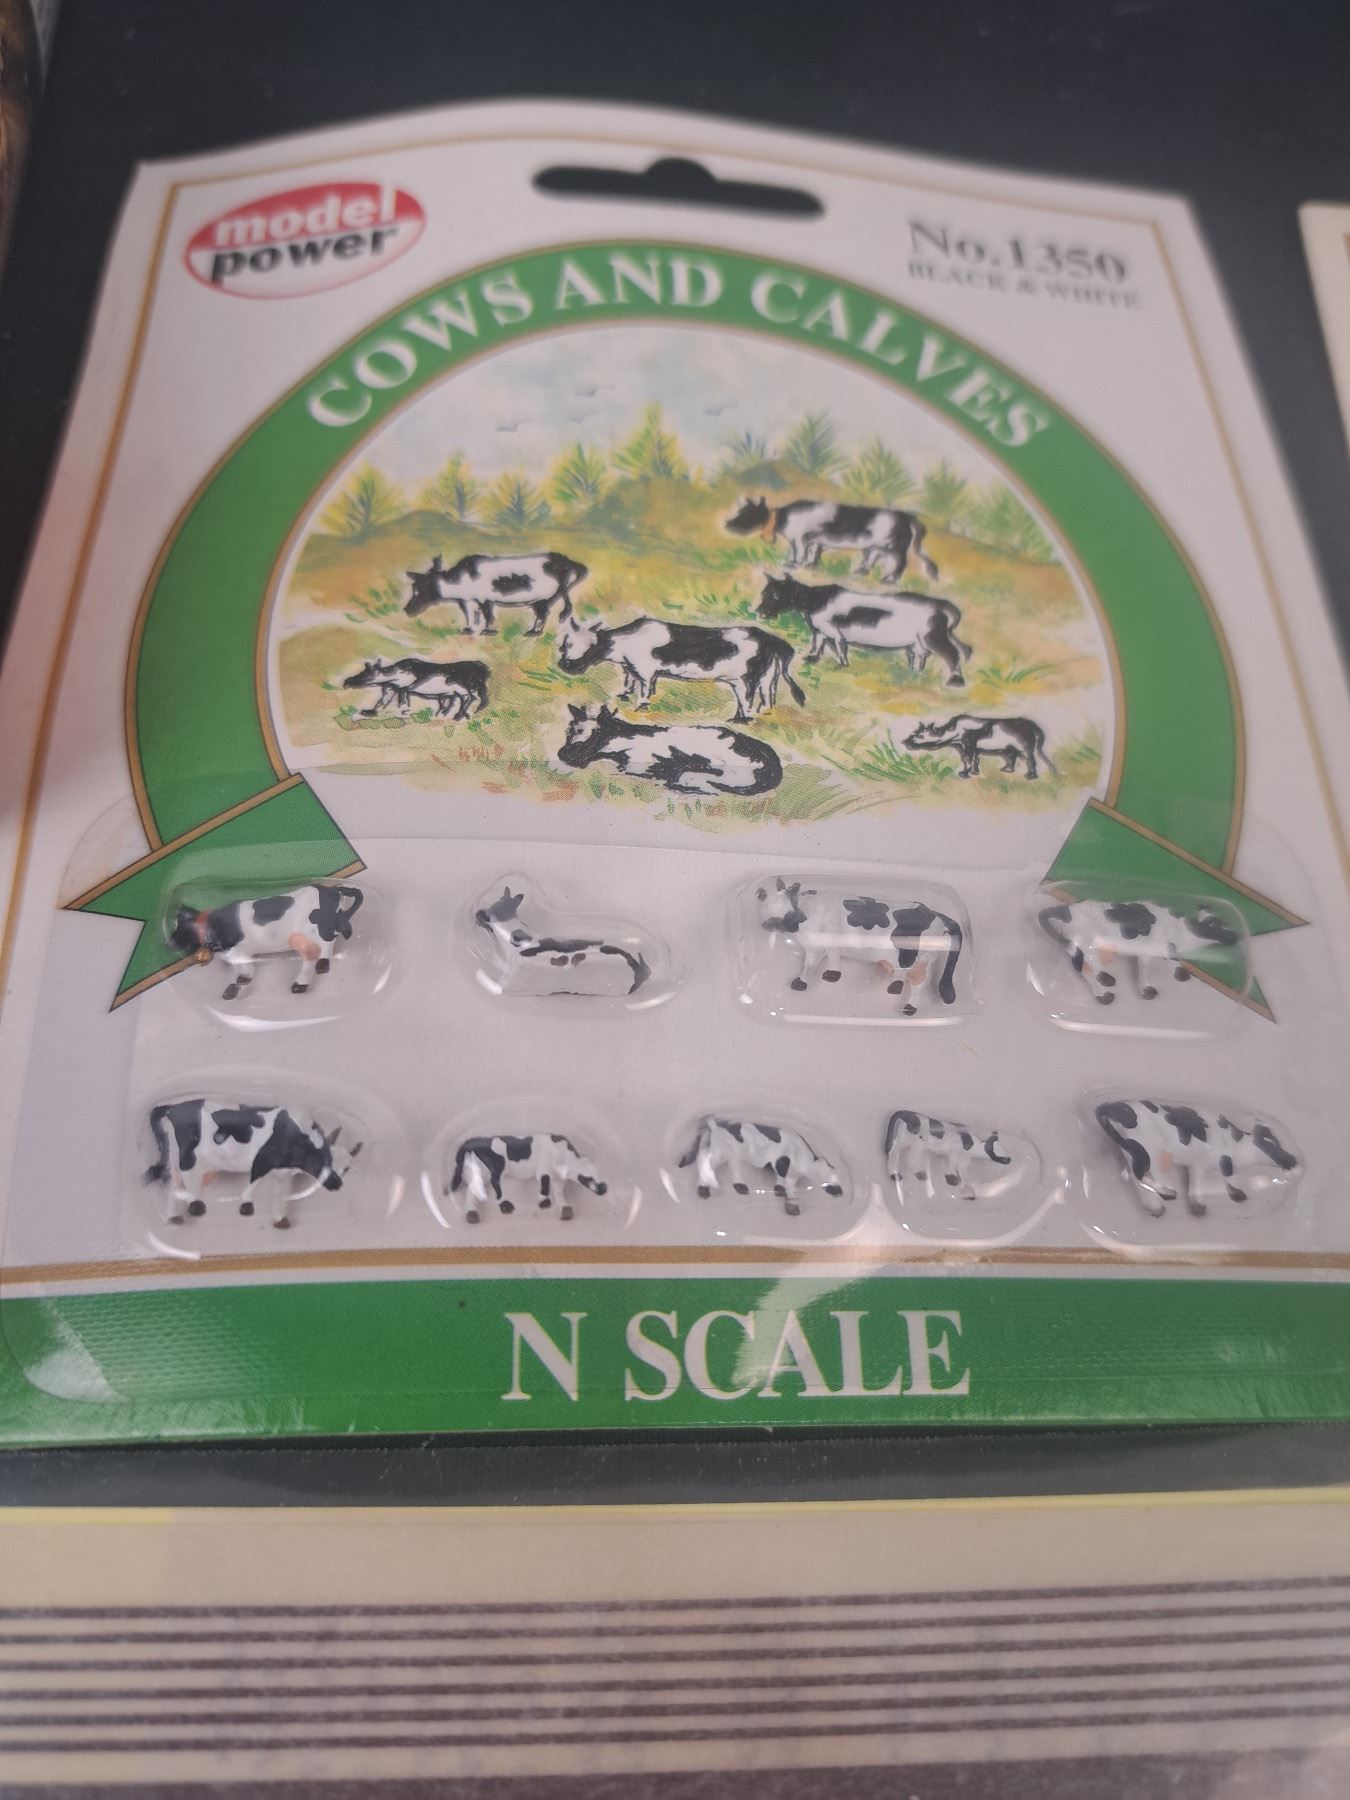 model
power
No.1350
BLACK & WHITE
COWS AND CALVES
N SCALE